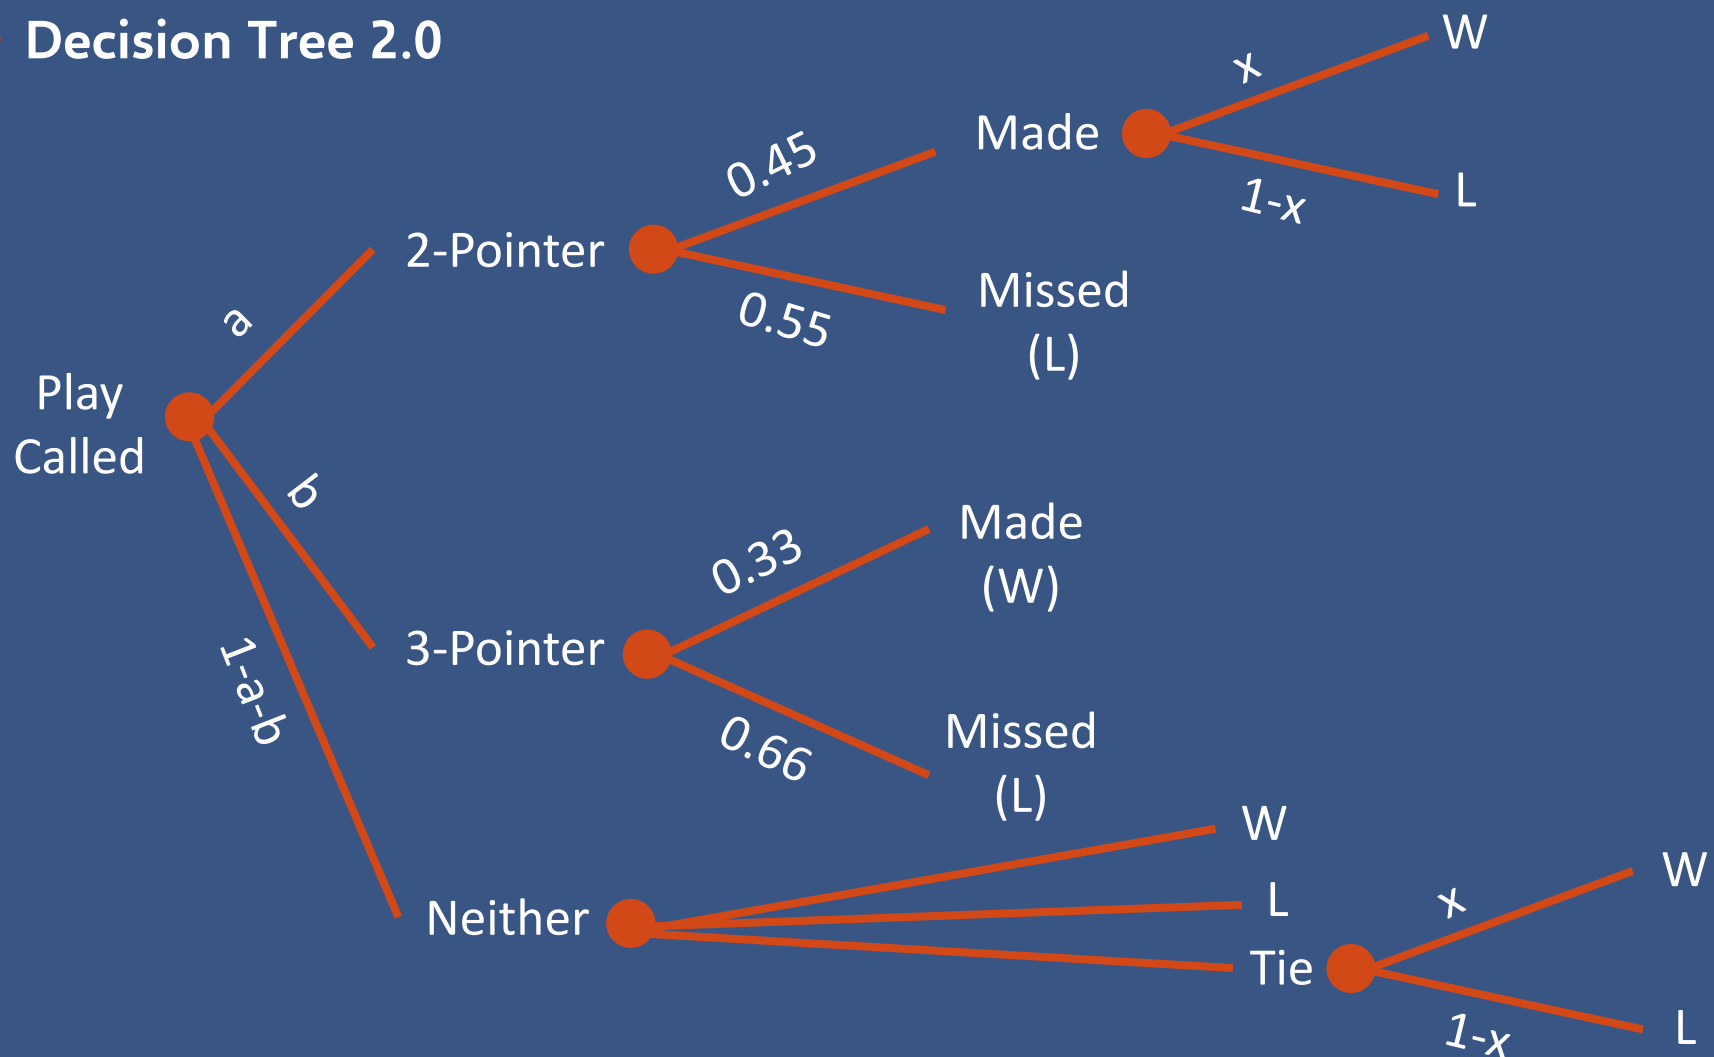 Decision Tree 2.0
W
x
Made
1-x
L
0.45
2-Pointer
0.55
Missed
(L)
a
Play
Called
b
1-a-b
0.33
Made
(W)
3-Pointer
0.66
Missed
(L)
Neither
W
L
Tie
x
W
1-x
L